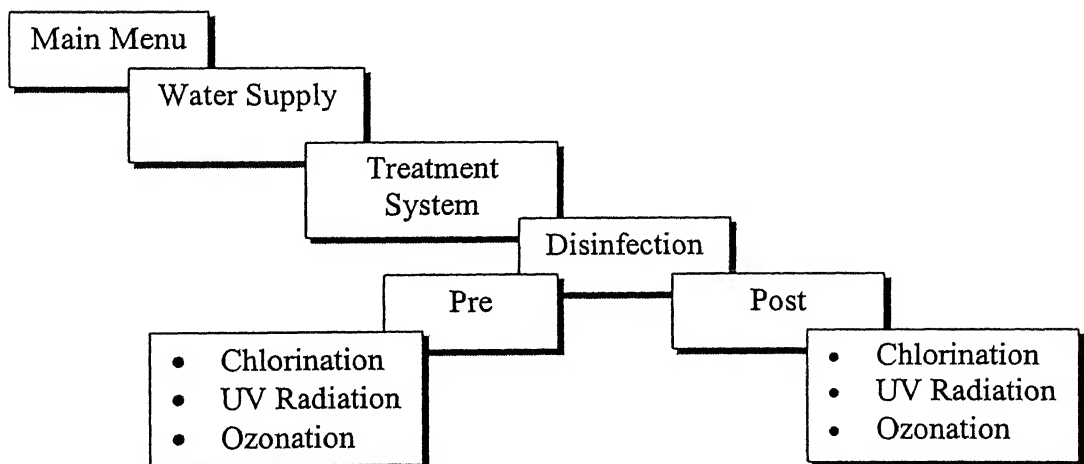 Main Menu
Water Supply
Treatment
System
Disinfection
Pre
Post
• Chlorination
• UV Radiation
• Ozonation
• Chlorination
• UV Radiation
• Ozonation